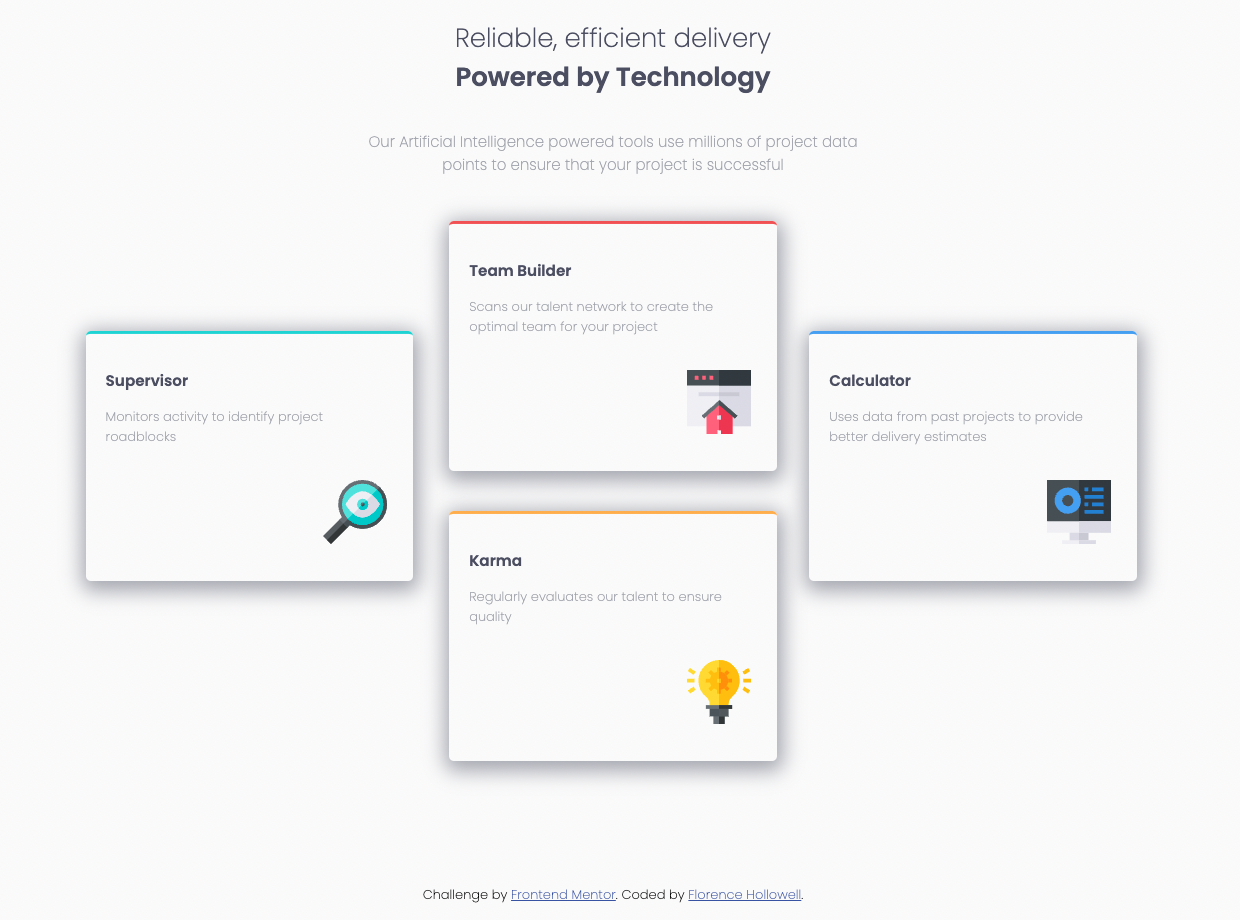 Reliable, efficient delivery
Powered by Technology
Our Artificial Intelligence powered tools use millions of project data
points to ensure that your project is successful
Team Builder
Scans our talent network to create the
optimal team for your project
Supervisor
Monitors activity to identify project
roadblocks
Calculator
Uses data from past projects to provide
better delivery estimates
Karma
Regularly evaluates our talent to ensure
quality
Challenge by Frontend Mentor. Coded by Florence Hollowell.